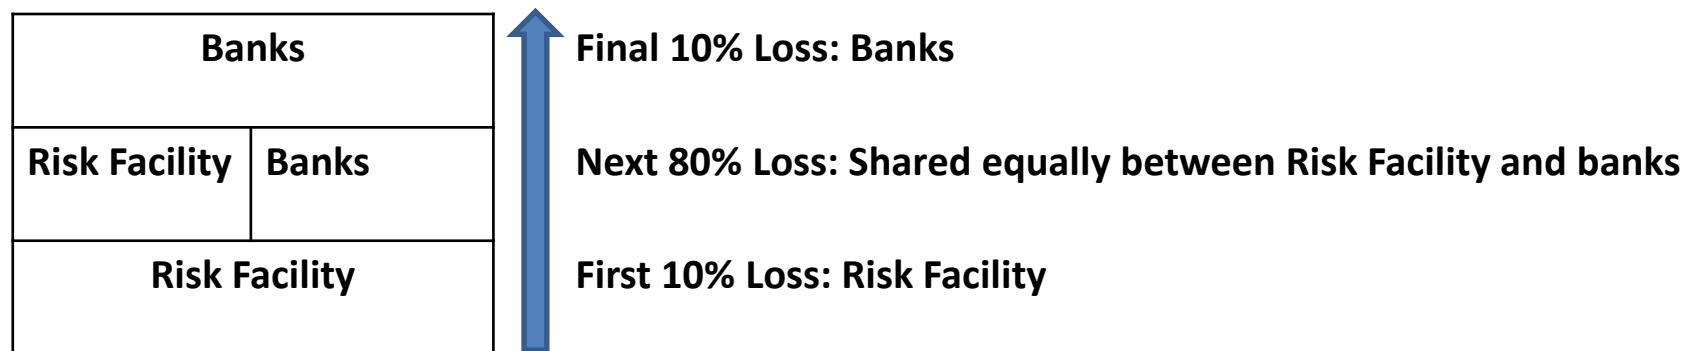 Banks
Final 10% Loss: Banks
Risk Facility
Banks
Next 80% Loss: Shared equally between Risk Facility and banks
Risk Facility
First 10% Loss: Risk Facility